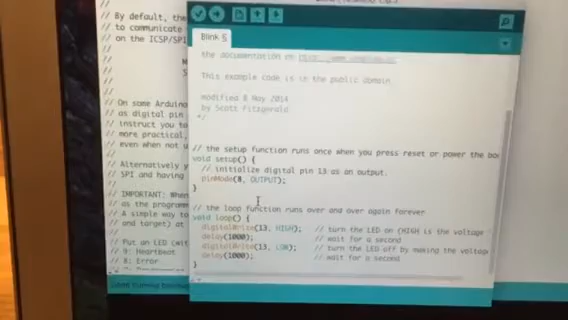 // By default, the
// to communicate
// on the ICSP/SPI
//
//
//
//
// On some Arduino
// as digital pin
// instruct you to
// more practical,
// even when not u
//
// Alternatively y
// SPI and having
//
// IMPORTANT: When
// as the programm
// A simple way to
// and target) at
//
// Put an LED (wit
// 9: Heartbeat
// 8: Error
Blink §
the documentation on
This example code is in the public domain.
modified 8 May 2014
by Scott Fitzgerald
*/
// the setup function runs once when you press reset or power the boa
void setup() {
// initialize digital pin 13 as an output.
pinMode(8, OUTPUT);
}
// the loop function runs over and over again forever
void loop() {
digitalWrite(13, HIGH); // turn the LED on (HIGH is the voltage
delay(1000); // wait for a second
digitalWrite(13, LOW); // turn the LED off by making the voltage
delay(1000); // wait for a second
}